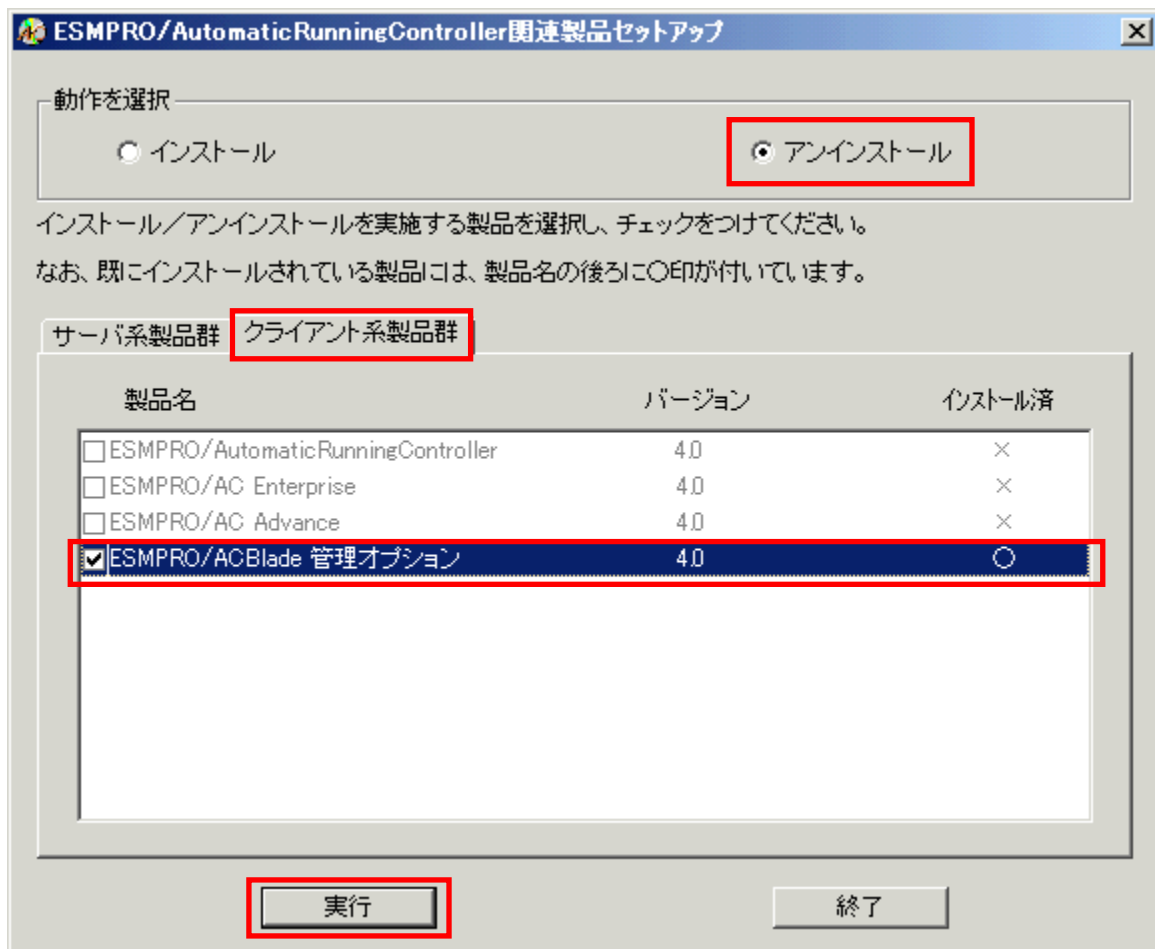 ESMPRO/AutomaticRunningController関連製品セットアップ
動作を選択
インストール
アンインストール
インストール／アンインストールを実施する製品を選択し、チェックをつけてください。
なお、既にインストールされている製品には、製品名の後ろに○印が付いています。
サーバ系製品群 クライアント系製品群
製品名 バージョン インストール済
ESMPRO/AutomaticRunningController 4.0 ×
ESMPRO/AC Enterprise 4.0 ×
ESMPRO/AC Advance 4.0 ×
ESMPRO/ACBlade 管理オプション 4.0 ○
実行 終了